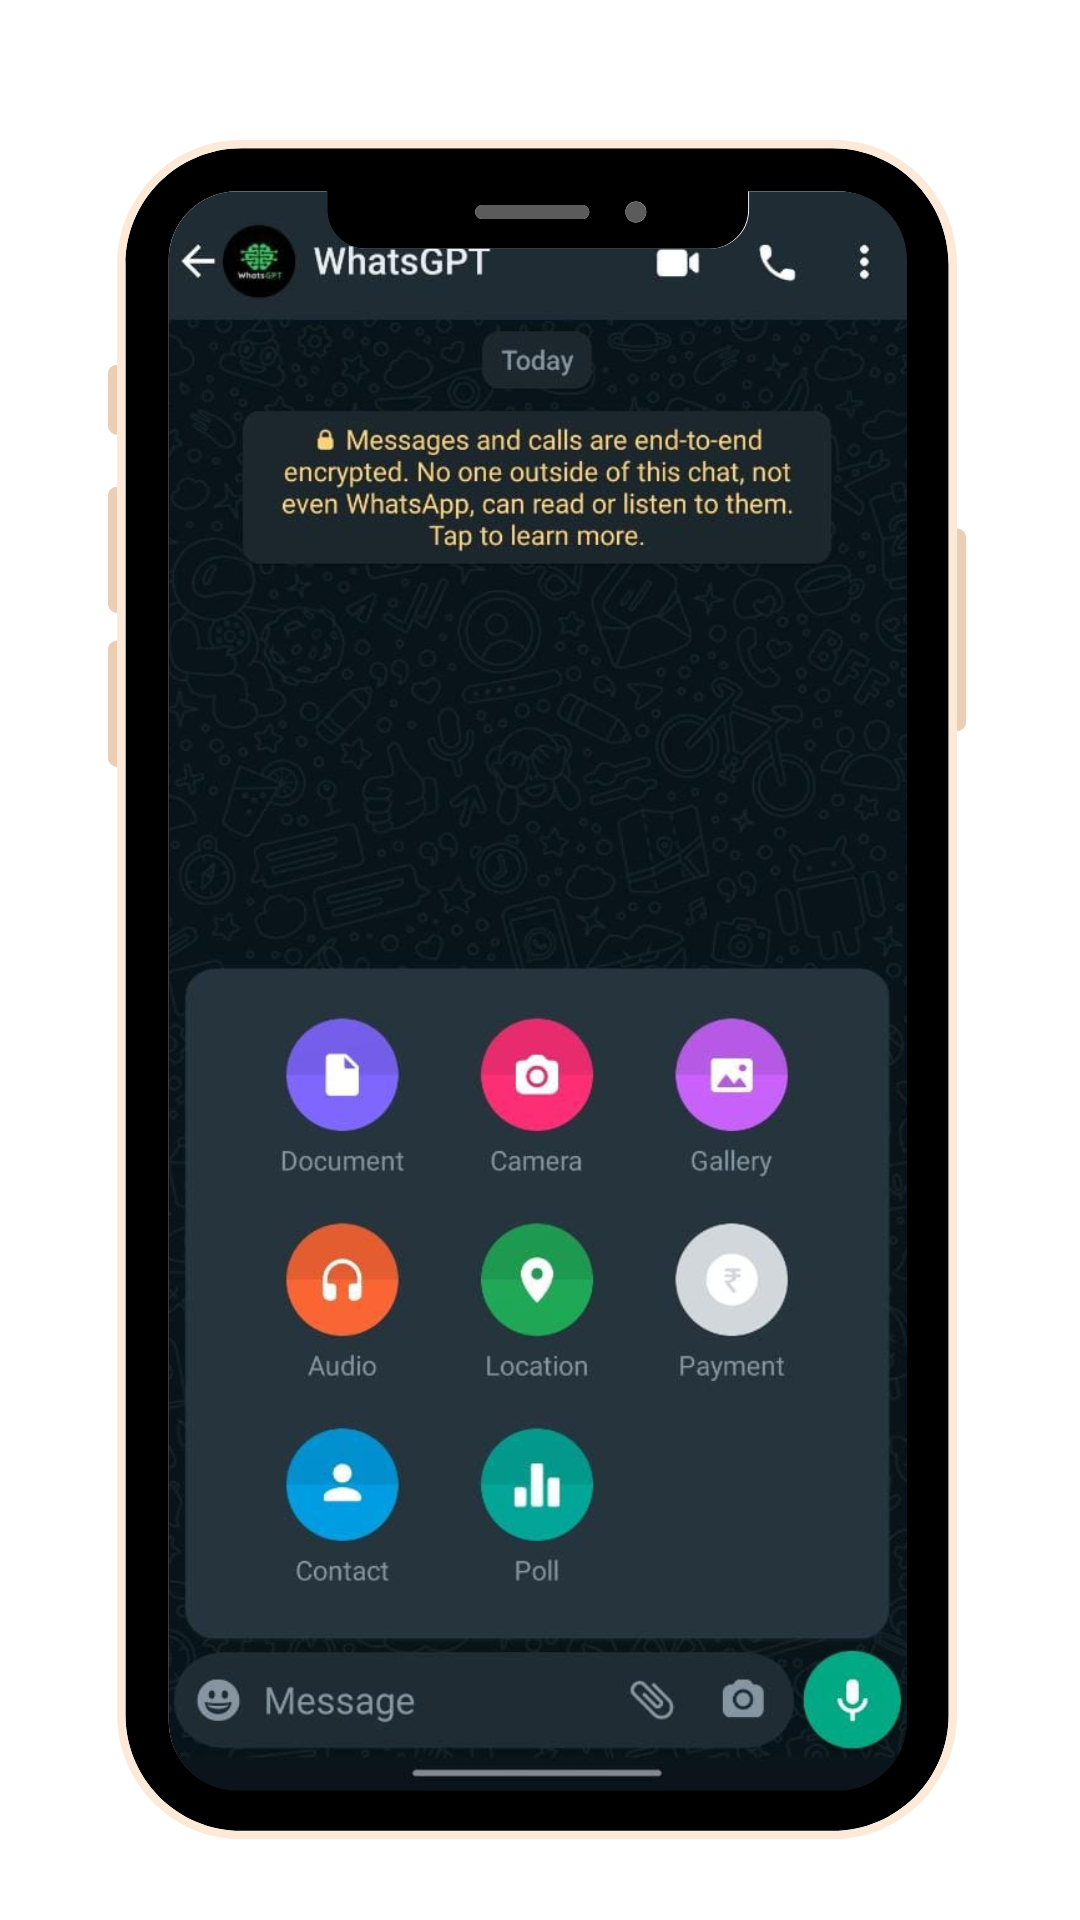 WhatsGPT
WhatsGPT
Today
Messages and calls are end-to-end
encrypted. No one outside of this chat, not
even WhatsApp, can read or listen to them.
Tap to learn more.
BFF
Document
Camera
Gallery
₹
Audio
Location
Payment
Contact
Poll
Message